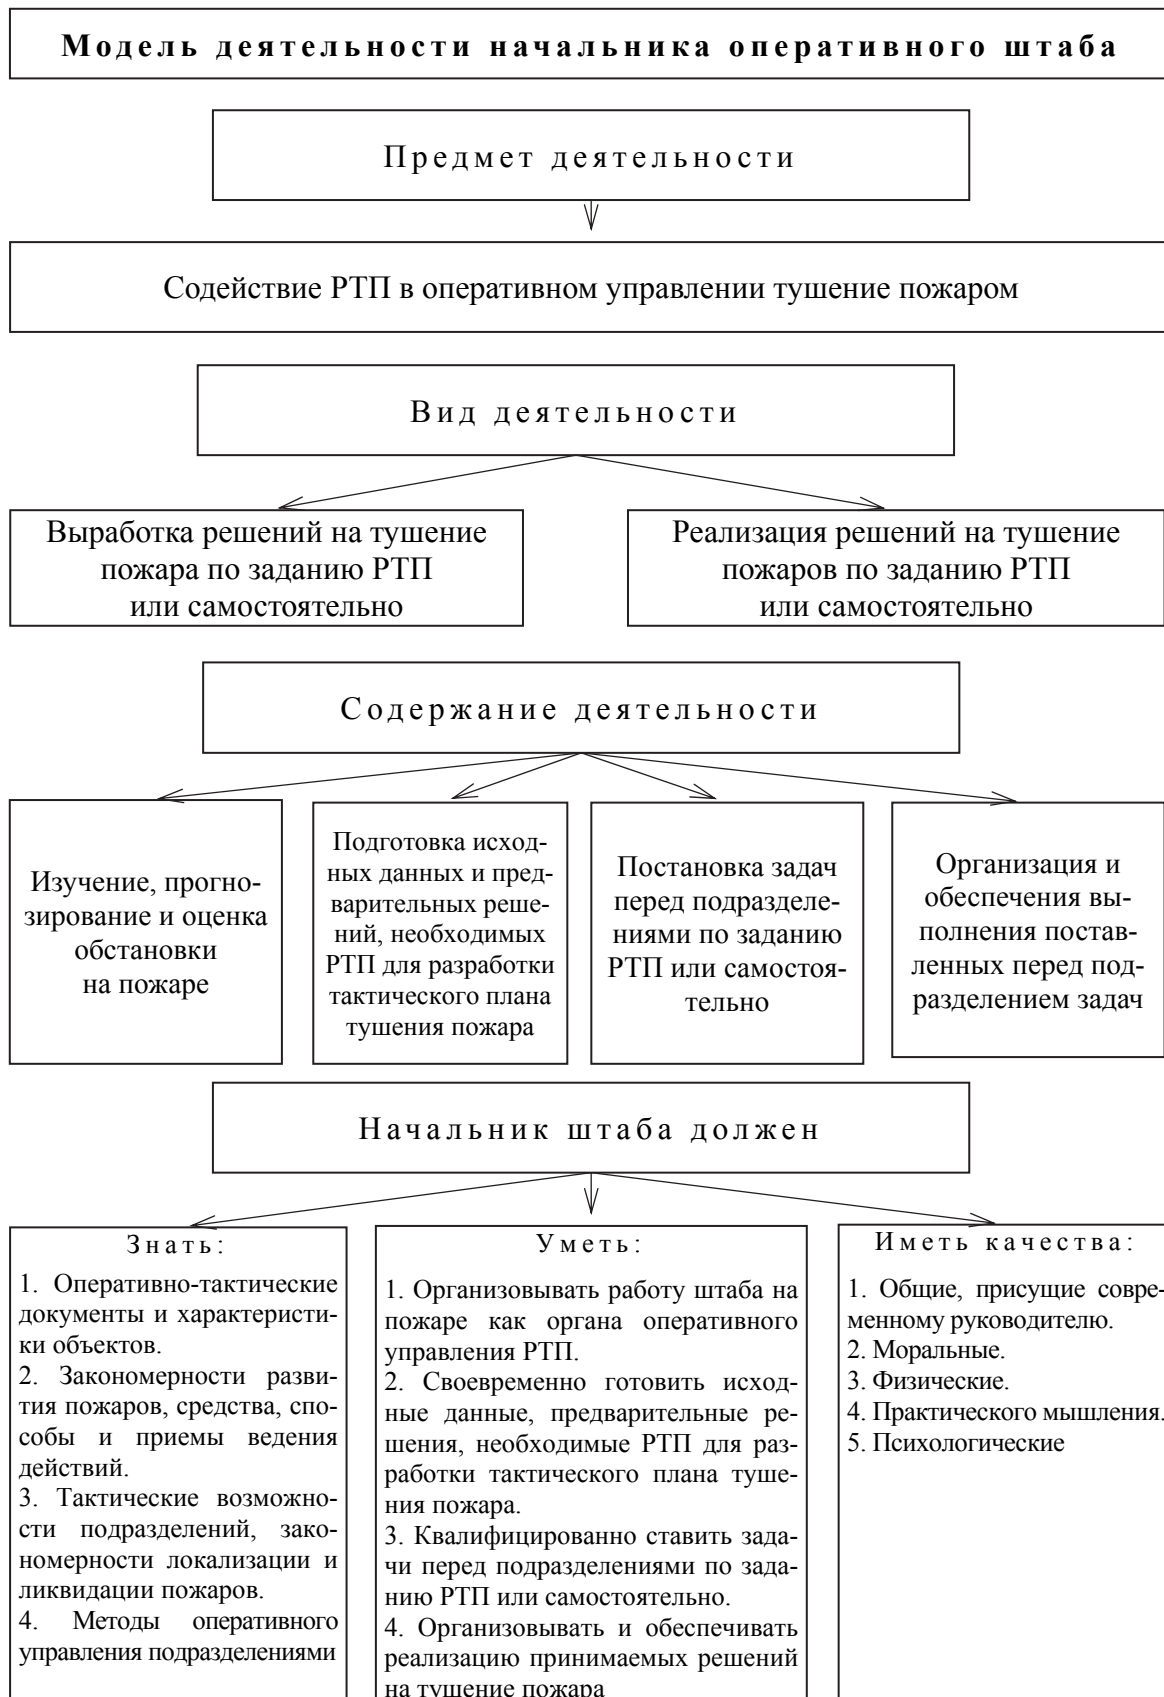 Модель деятельности начальника оперативного штаба
Предмет деятельности
Содействие РТП в оперативном управлении тушение пожаром
Вид деятельности
Выработка решений на тушение
пожара по заданию РТП
или самостоятельно
Реализация решений на тушение
пожаров по заданию РТП
или самостоятельно
Содержание деятельности
Изучение, прогно-
зирование и оценка
обстановки
на пожаре
Подготовка исход-
ных данных и пред-
варительных реше-
ний, необходимых
РТП для разработки
тактического плана
тушения пожара
Постановка задач
перед подразделе-
ниями по заданию
РТП или самостоя-
тельно
Организация и
обеспечения вы-
полнения постав-
ленных перед под-
разделением задач
Начальник штаба должен
Знать:
1. Оперативно-тактические
документы и характеристи-
ки объектов.
2. Закономерности разви-
тия пожаров, средства, спо-
собы и приемы ведения
действий.
3. Тактические возможно-
сти подразделений, зако-
номерности локализации и
ликвидации пожаров.
4. Методы оперативного
управления подразделениями
Уметь:
1. Организовывать работу штаба на
пожаре как органа оперативного
управления РТП.
2. Своевременно готовить исход-
ные данные, предварительные ре-
шения, необходимые РТП для раз-
работки тактического плана туше-
ния пожара.
3. Квалифицированно ставить зада-
чи перед подразделениями по зада-
нию РТП или самостоятельно.
4. Организовывать и обеспечивать
реализацию принимаемых решений
на тушение пожара
Иметь качества:
1. Общие, присущие совре-
менному руководителю.
2. Моральные.
3. Физические.
4. Практического мышления.
5. Психологические